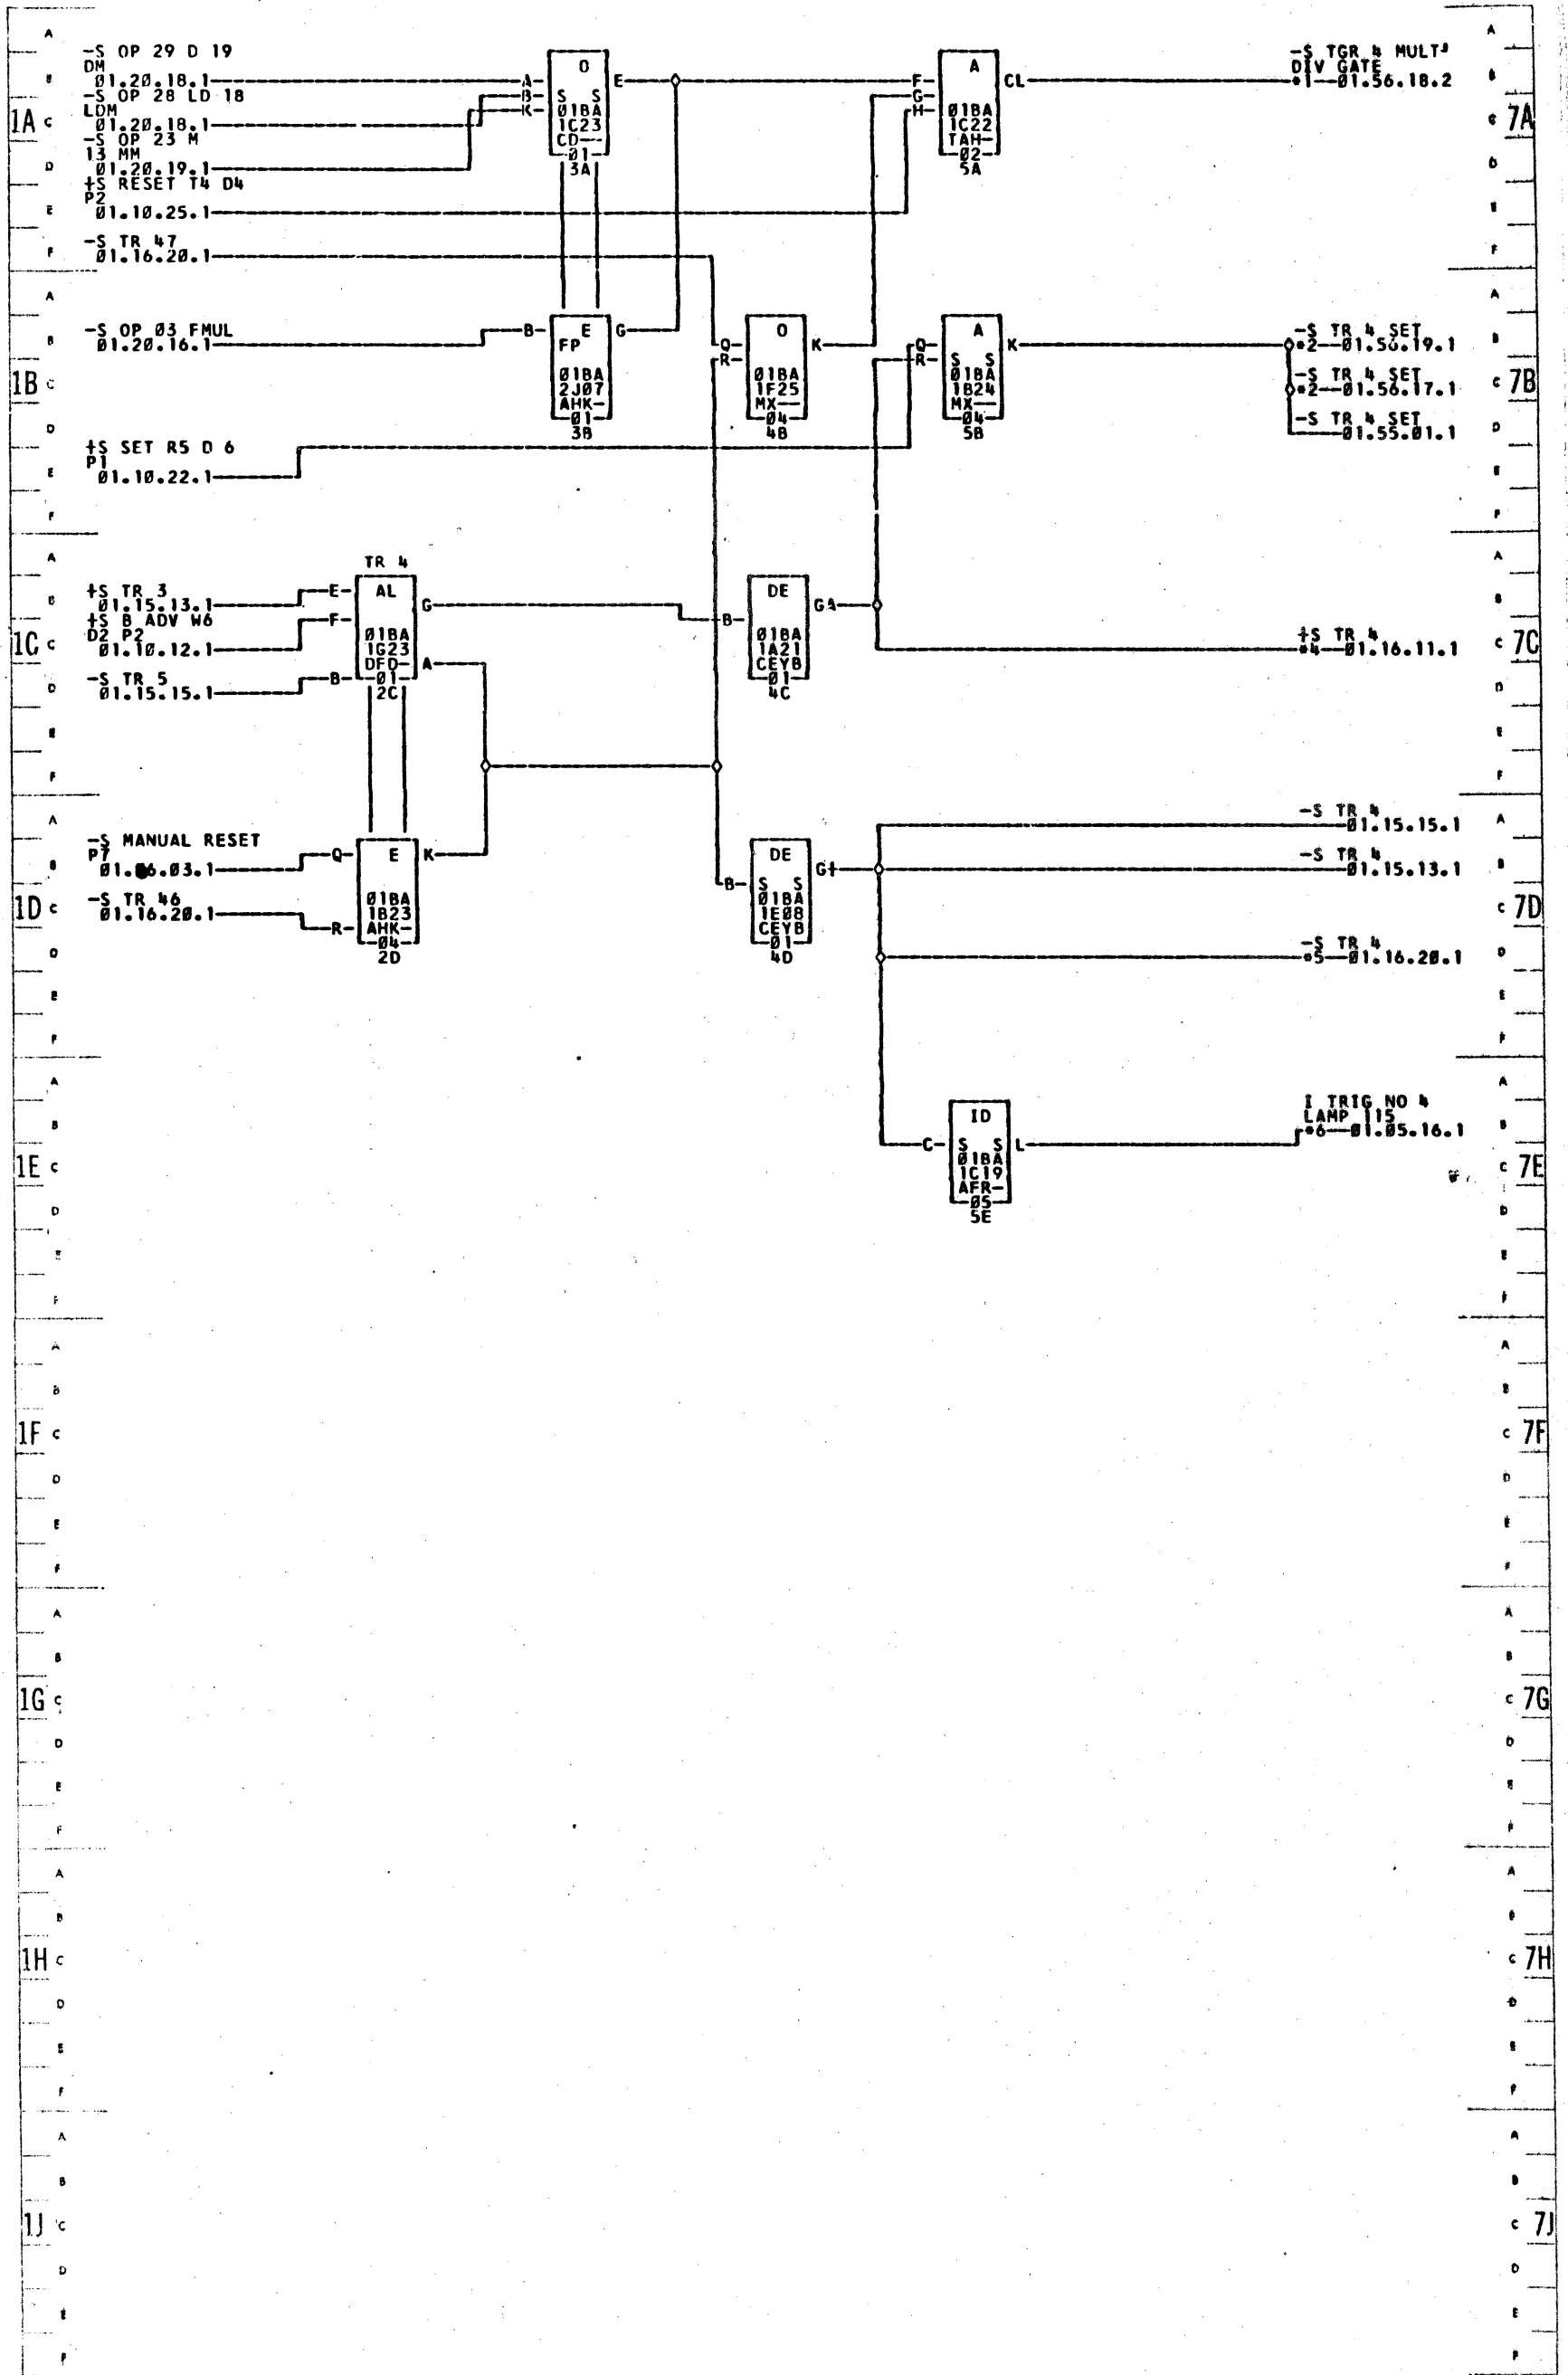 -S OP 29 D 19
DM
01.20.18.1
-S OP 28 LD 18
LDM
01.20.18.1
-S OP 23 M
13 MM
01.20.19.1
+S RESET T4 D4
P2
01.10.25.1
-S TR 47
01.16.20.1
A B K
O
E
S S
01BA
1C23
CD--
01
3A
F G H
A
CL
01BA
1C22
TAH-
02
5A
-S TGR 4 MULT
DIV GATE
*1 01.56.18.2
1A
7A
-S OP 03 FMUL
01.20.16.1
B
E
G
FP
01BA
2J07
AHK-
01
3B
Q R
O
K
01BA
1F25
MX--
04
4B
Q R
A
K
S S
01BA
1B24
MX--
04
5B
-S TR 4 SET
*2 01.56.19.1
-S TR 4 SET
*2 01.56.17.1
-S TR 4 SET
01.55.01.1
1B
7B
+S SET R5 D 6
P1
01.10.22.1
TR 4
+S TR 3
01.15.13.1
+S B ADV W6
D2 P2
01.10.12.1
-S TR 5
01.15.15.1
E F B
AL
G
A
01BA
1G23
DFD-
01
2C
B
DE
GA
01BA
1A21
CEYB
01
4C
+S TR 4
*4 01.16.11.1
1C
7C
-S MANUAL RESET
P7
01.06.03.1
-S TR 46
01.16.20.1
Q R
E
K
01BA
1B23
AHK-
04
2D
B
DE
G
S S
01BA
1E08
CEYB
01
4D
-S TR 4
01.15.15.1
-S TR 4
01.15.13.1
-S TR 4
*5 01.16.20.1
1D
7D
C
ID
L
S S
01BA
1C19
AFR-
05
5E
I TRIG NO 4
LAMP 115
*6 01.05.16.1
1E
7E
1F
7F
1G
7G
1H
7H
1J
7J